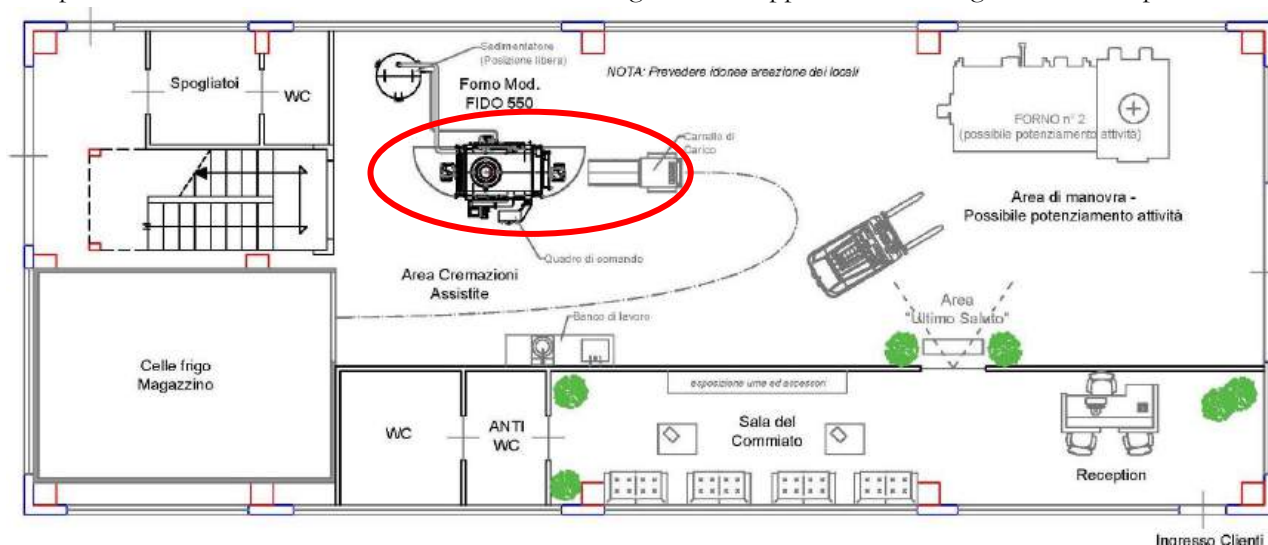 Sedimentatore
(Posizione libera)
NOTA: Prevedere idonea areazione dei locali
Spogliatoi
WC
Forno Mod.
FIDO 550
Carrello di
Carico
FORNO n° 2
(possibile potenziamento attività)
Area di manovra -
Possibile potenziamento attività
Quadro di comando
Area Cremazioni
Assistite
Area
"Ultimo Saluto"
Banco di lavoro
Celle frigo
Magazzino
esposizione urne ed accessori
WC
ANTI
WC
Sala del
Commiato
Reception
Ingresso Clienti